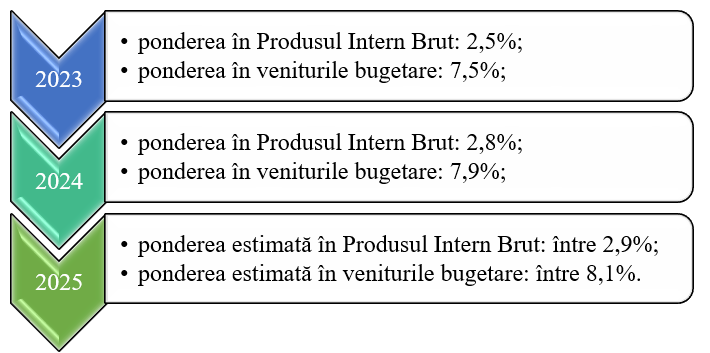 2023
• ponderea în Produsul Intern Brut: 2,5%;
• ponderea în veniturile bugetare: 7,5%;
2024
• ponderea în Produsul Intern Brut: 2,8%;
• ponderea în veniturile bugetare: 7,9%;
2025
• ponderea estimată în Produsul Intern Brut: între 2,9%;
• ponderea estimată în veniturile bugetare: între 8,1%.